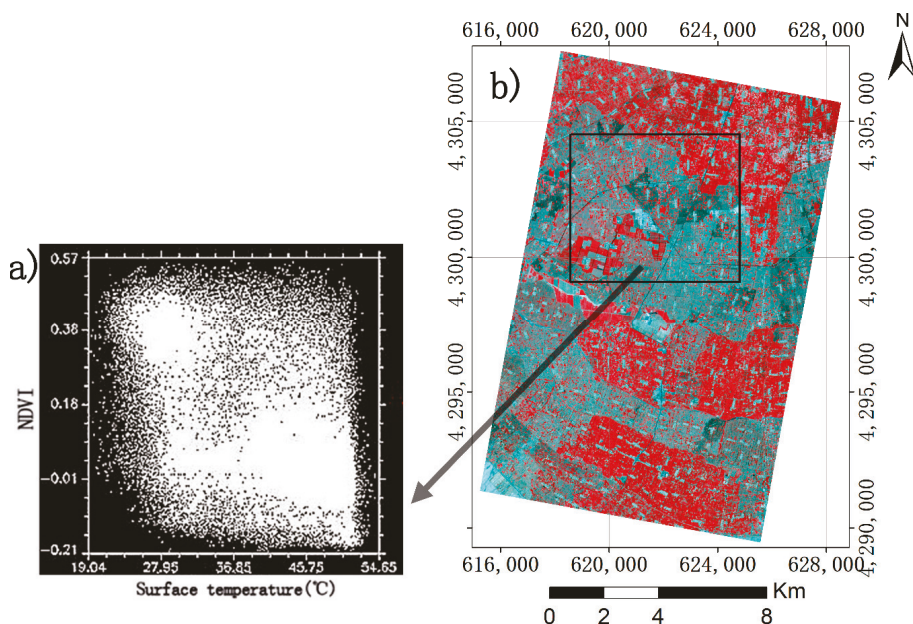 616,000 620,000 624,000 628,000
N
b)
4,305,000
4,305,000
a)
0.57
0.38
0.18
-0.01
-0.21
NDVI
19.04 27.95 36.85 45.75 54.65
Surface temperature(℃)
4,300,000
4,300,000
4,295,000
4,295,000
4,290,000
4,290,000
616,000 620,000 624,000 628,000
Km
0 2 4 8